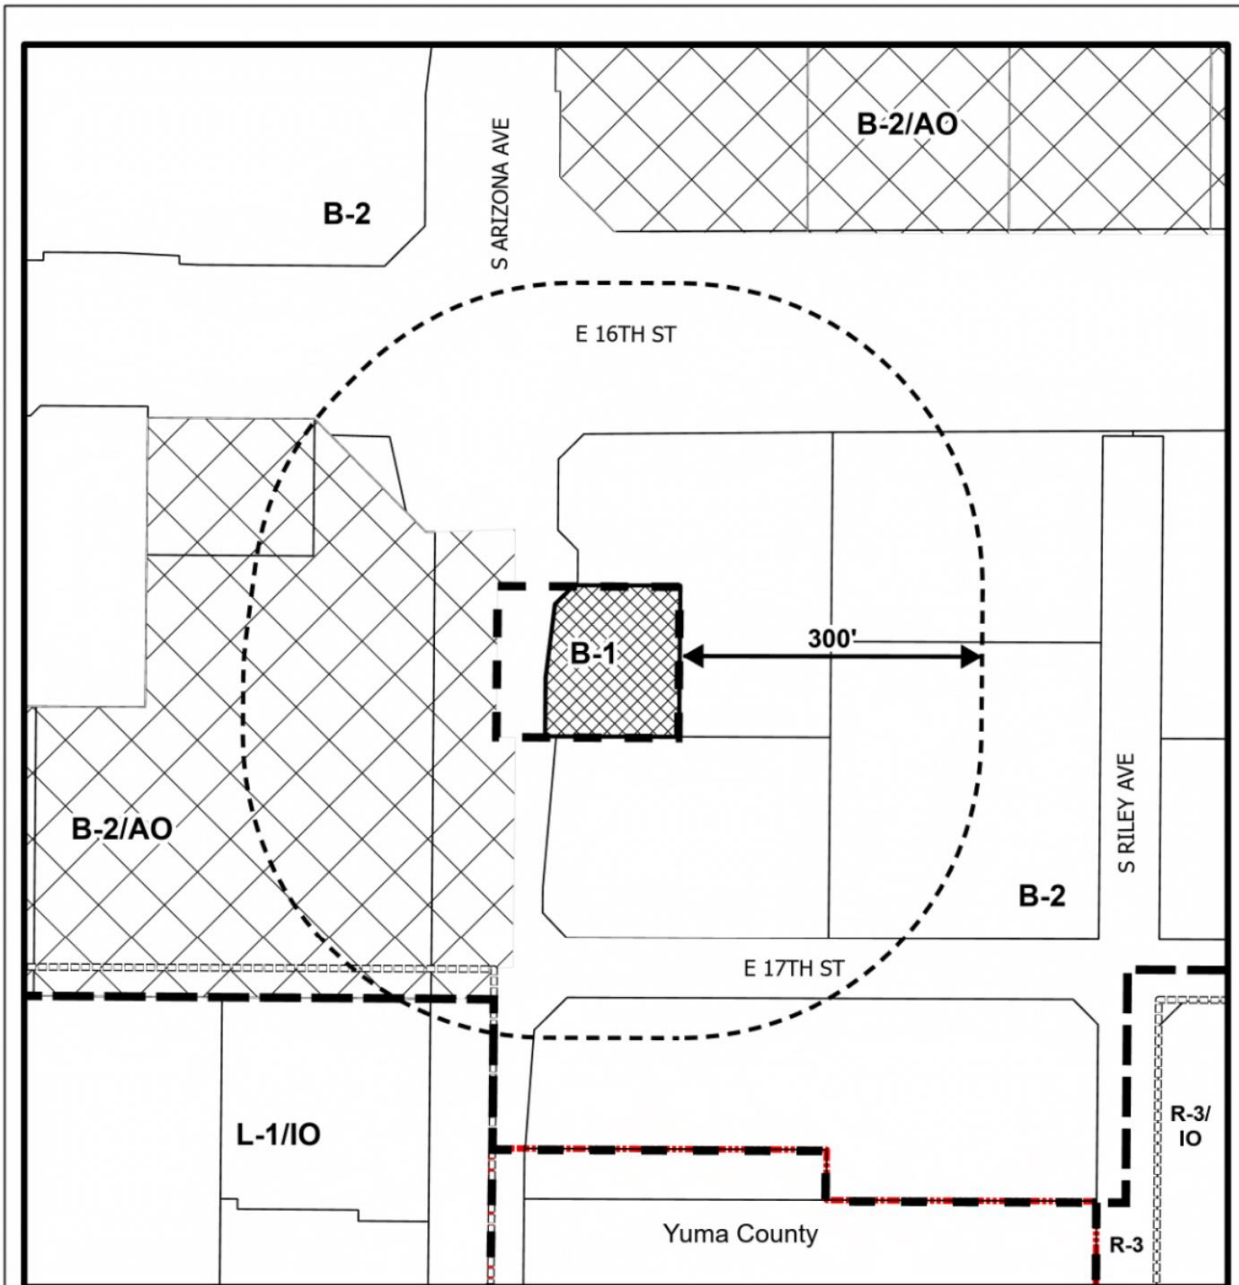 B-2/AO
S ARIZONA AVE
B-2
E 16TH ST
300'
B-1
B-2/AO
S RILEY AVE
B-2
E 17TH ST
L-1/IO
R-3/
IO
Yuma County
R-3